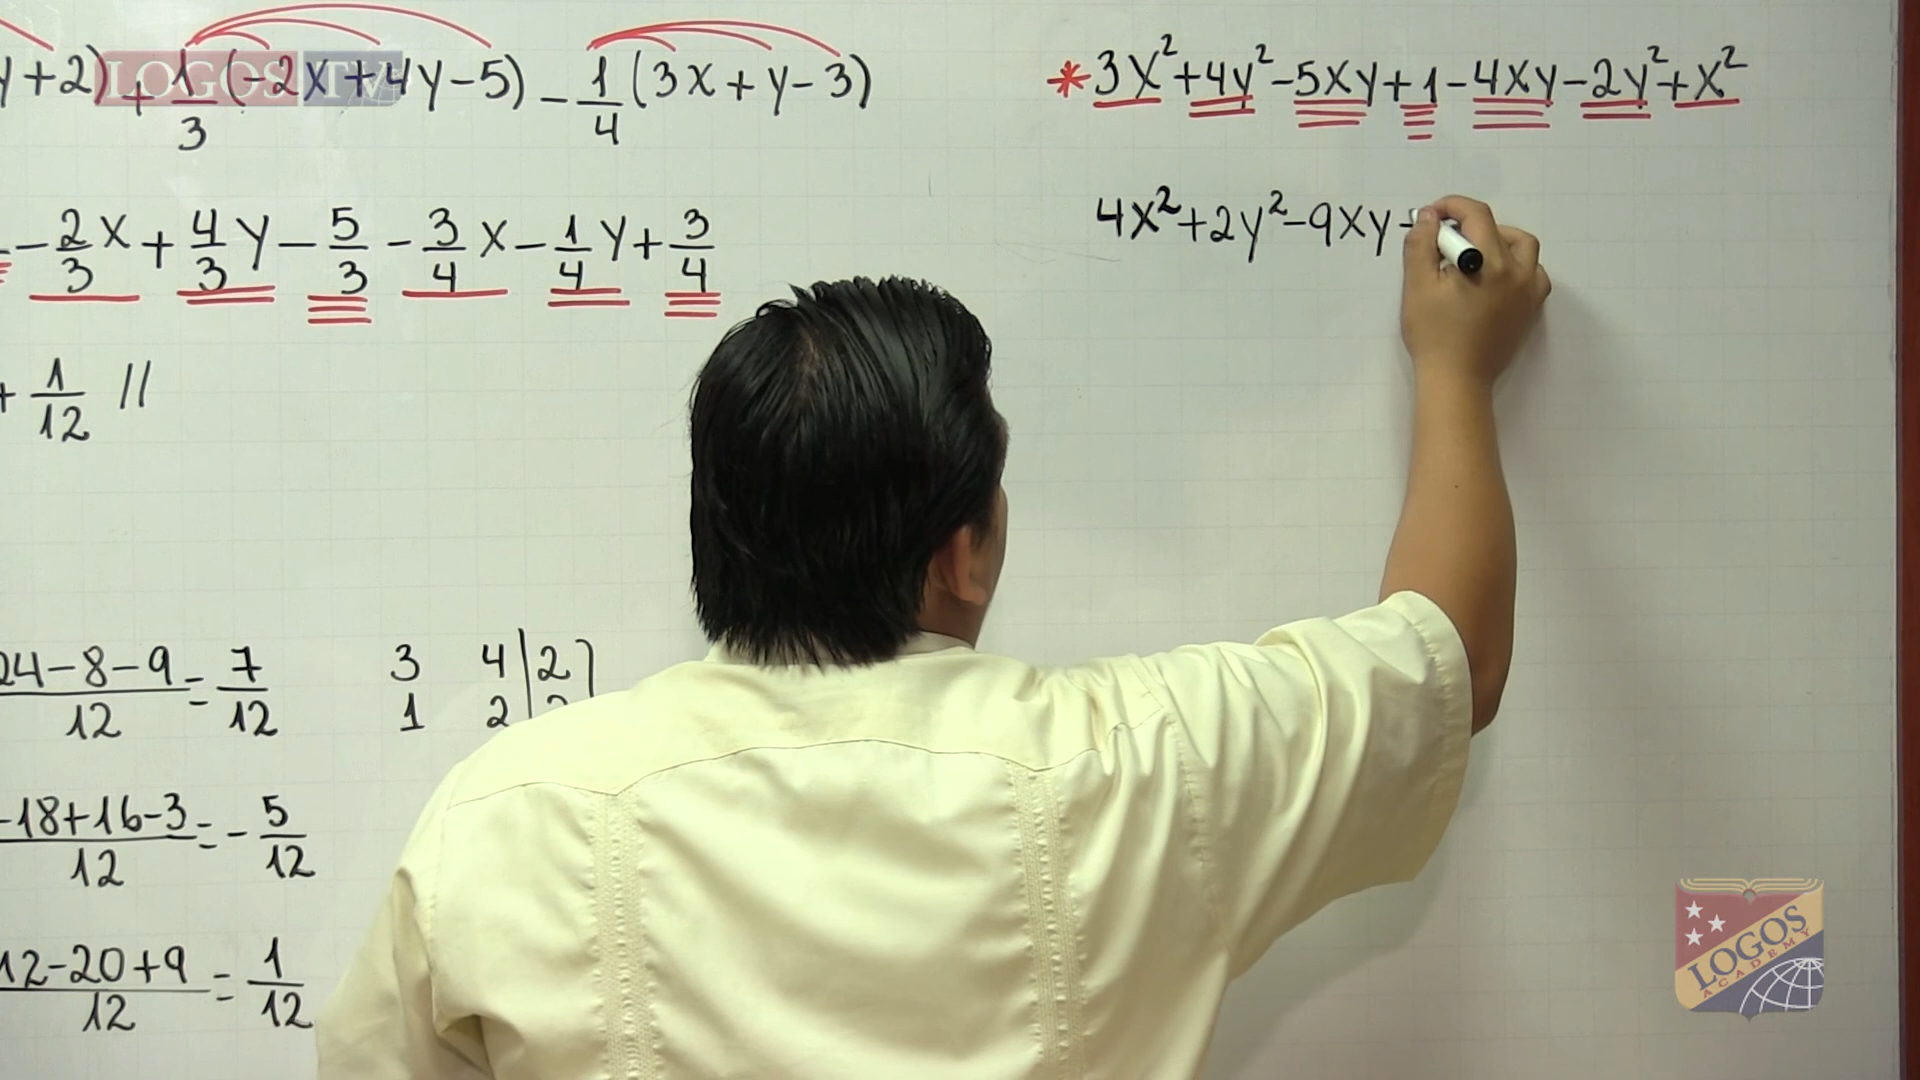 y+2) + 1/3 (-2x+4y-5) - 1/4 (3x+y-3)
LOGOS TV
- 2/3 x + 4/3 y - 5/3 - 3/4 x - 1/4 y + 3/4
+ 1/12 //
24-8-9/12 = 7/12
3 4 | 2
1 2 |
-18+16-3/12 = - 5/12
12-20+9/12 = 1/12
* 3x²+4y²-5xy+1-4xy-2y²+x²
4x²+2y²-9xy
LOGOS
ACADEMY